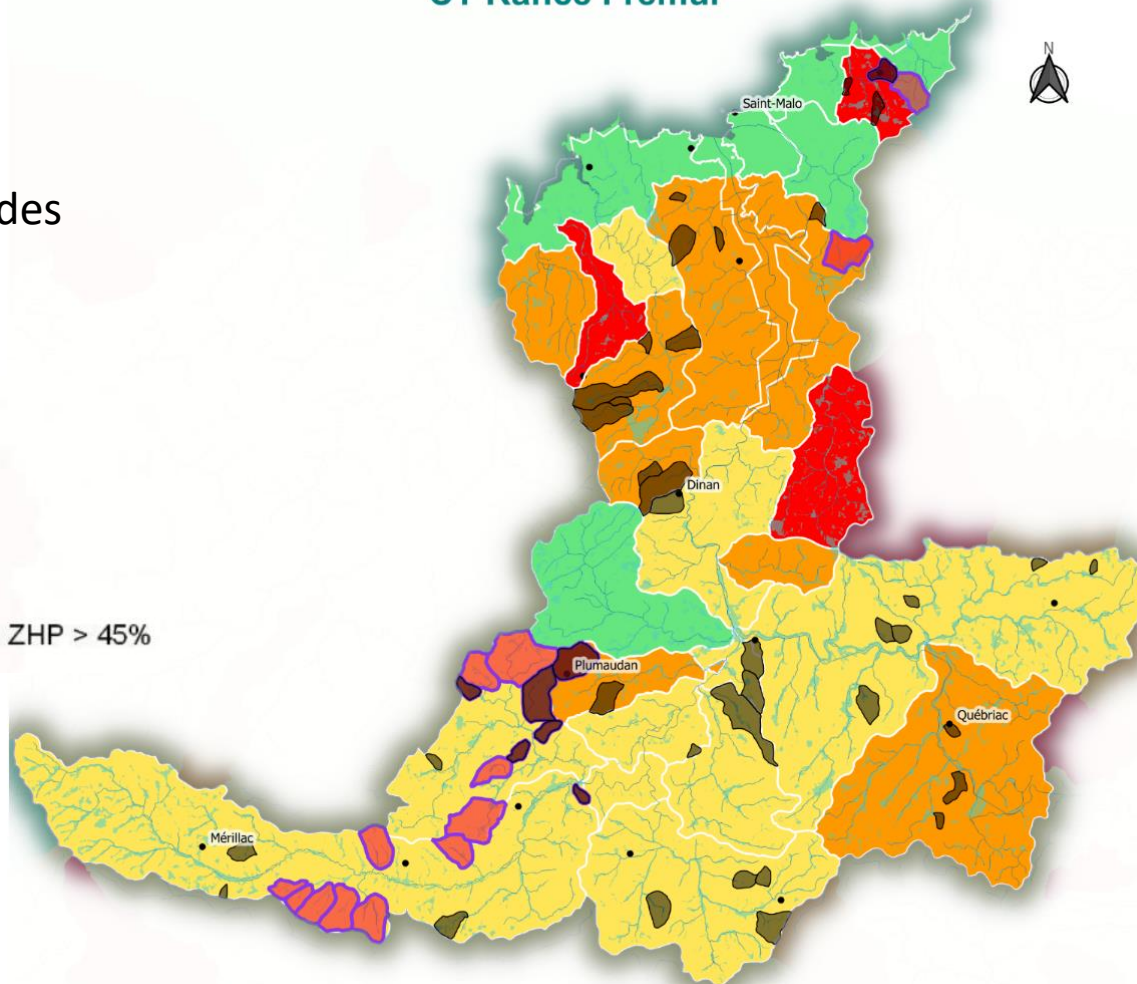 N
Saint-Malo
des
Dinan
ZHP > 45%
Plumaudan
Québriac
Mérillac